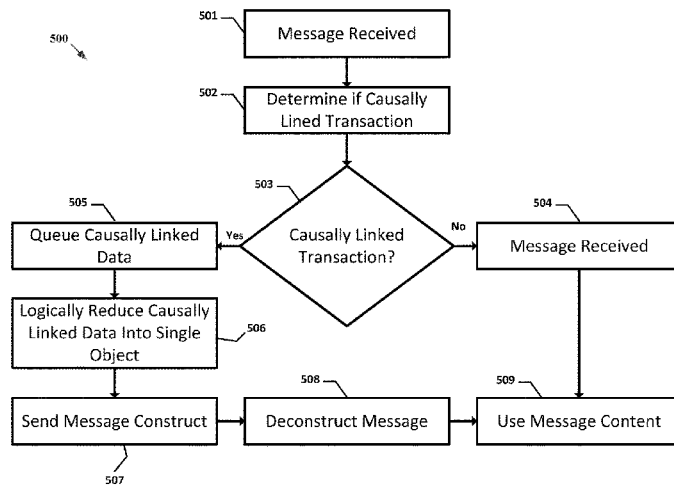 501
Message Received
500
502
Determine if Causally
Lined Transaction
503
505
504
Queue Causally Linked
Data
Yes
Causally Linked
Transaction?
No
Message Received
Logically Reduce Causally
Linked Data Into Single
Object
506
508
509
Send Message Construct
Deconstruct Message
Use Message Content
507